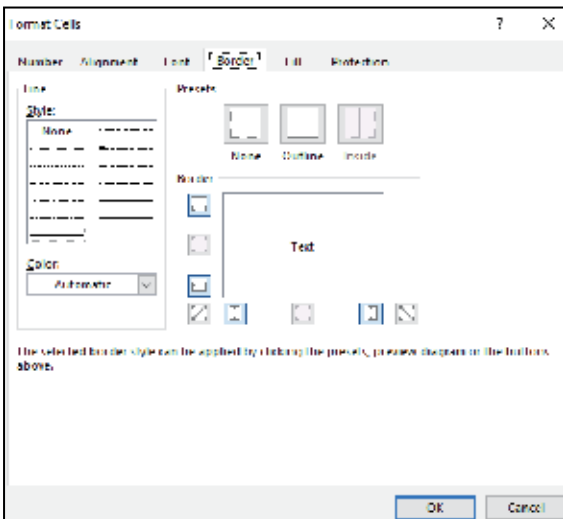 Format Cells ? X
Number Alignment Font Border Fill Protection
Line Presets
Style:
None
None Outline Inside
Border
Text
Color:
Automatic
The selected border style can be applied by clicking the presets, preview diagram or the buttons
above.
OK Cancel